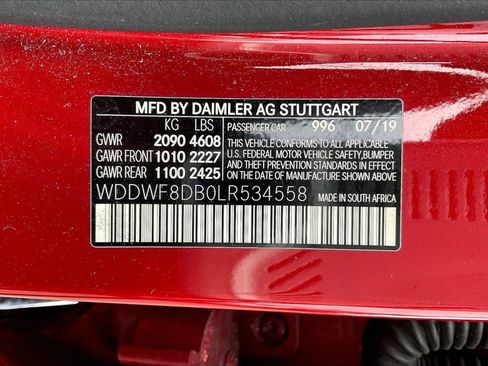 MFD BY DAIMLER AG STUTTGART
KG LBS PASSENGER CAR 996 07/19
GVWR 2090 4608
GAWR FRONT 1010 2227
GAWR REAR 1100 2425
THIS VEHICLE CONFORMS TO ALL APPLICABLE
U.S. FEDERAL MOTOR VEHICLE SAFETY, BUMPER,
AND THEFT PREVENTION STANDARDS IN EFFECT
ON THE DATE OF MANUFACTURE SHOWN ABOVE.
WDDWF8DB0LR534558
MADE IN SOUTH AFRICA